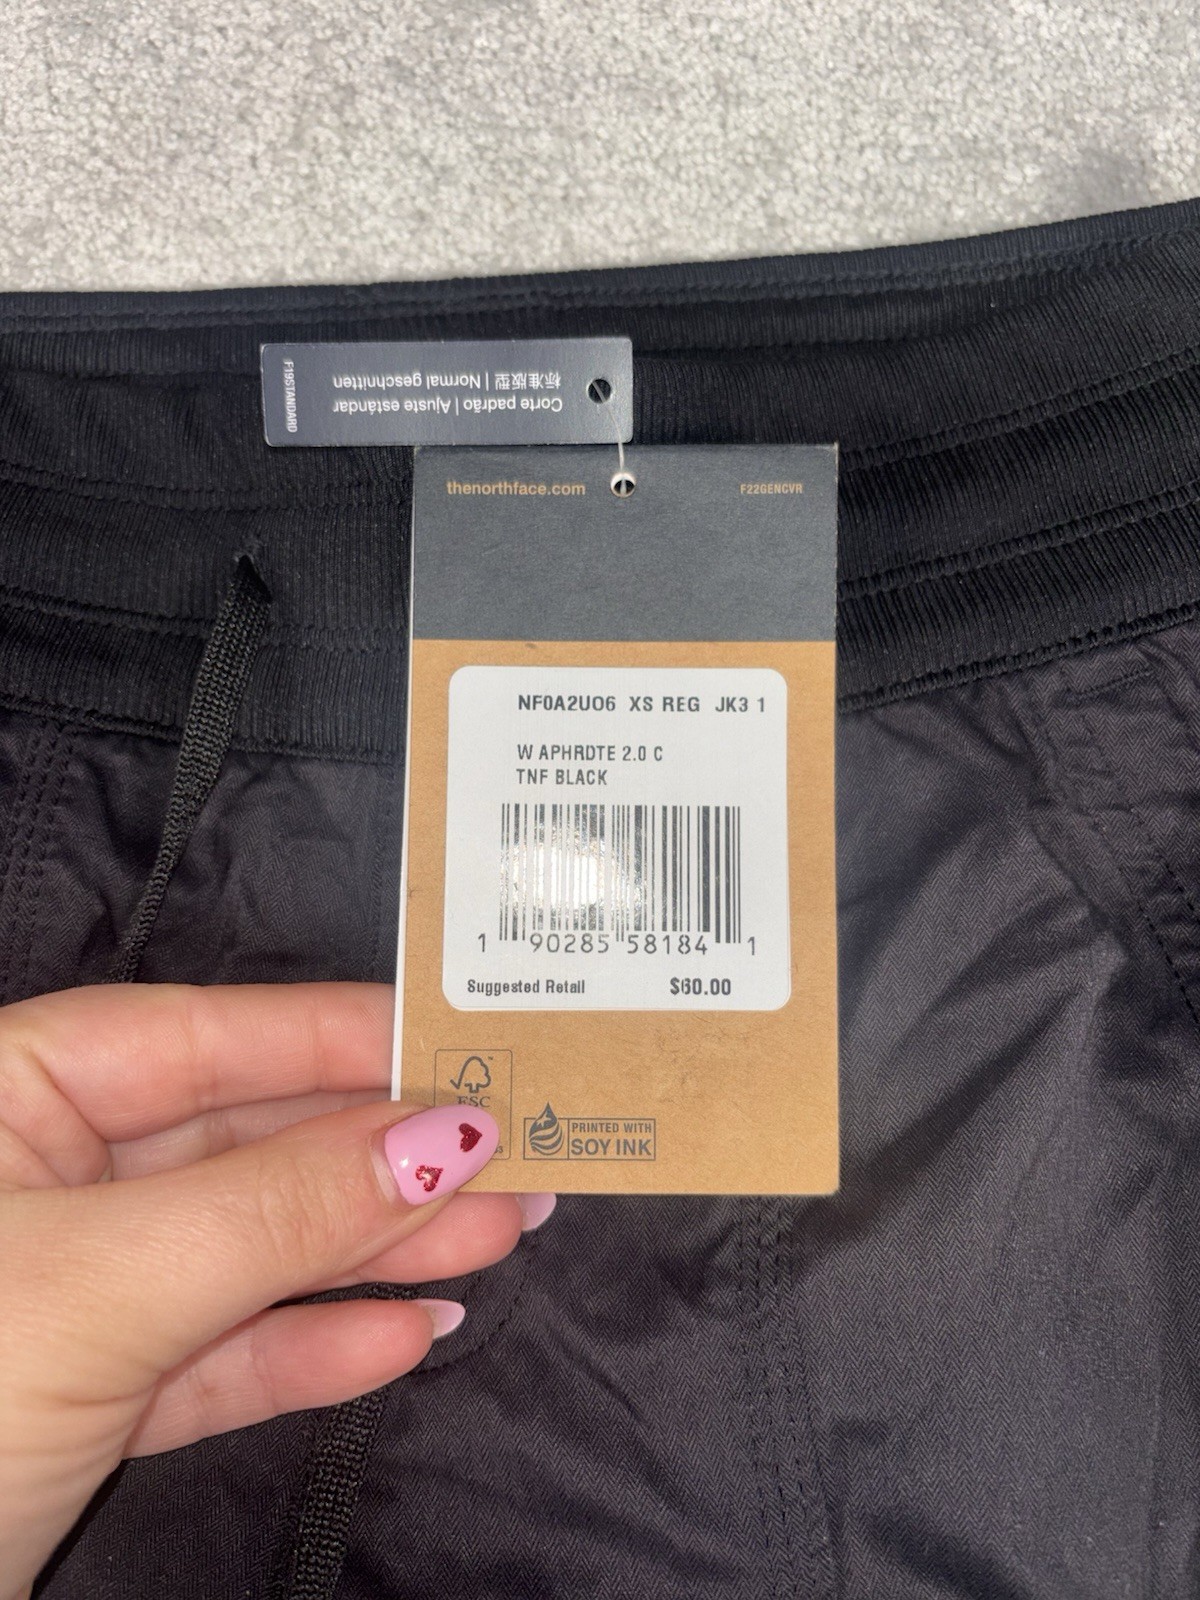 Corte padrão | Ajuste estándar
标准版型 | Normal geschnitten
F19STANDARD
thenorthface.com
F22GENCVR
NF0A2UO6 XS REG JK3 1
W APHRDTE 2.0 C
TNF BLACK
1 90285 58184 1
Suggested Retail $60.00
FSC
PRINTED WITH
SOY INK